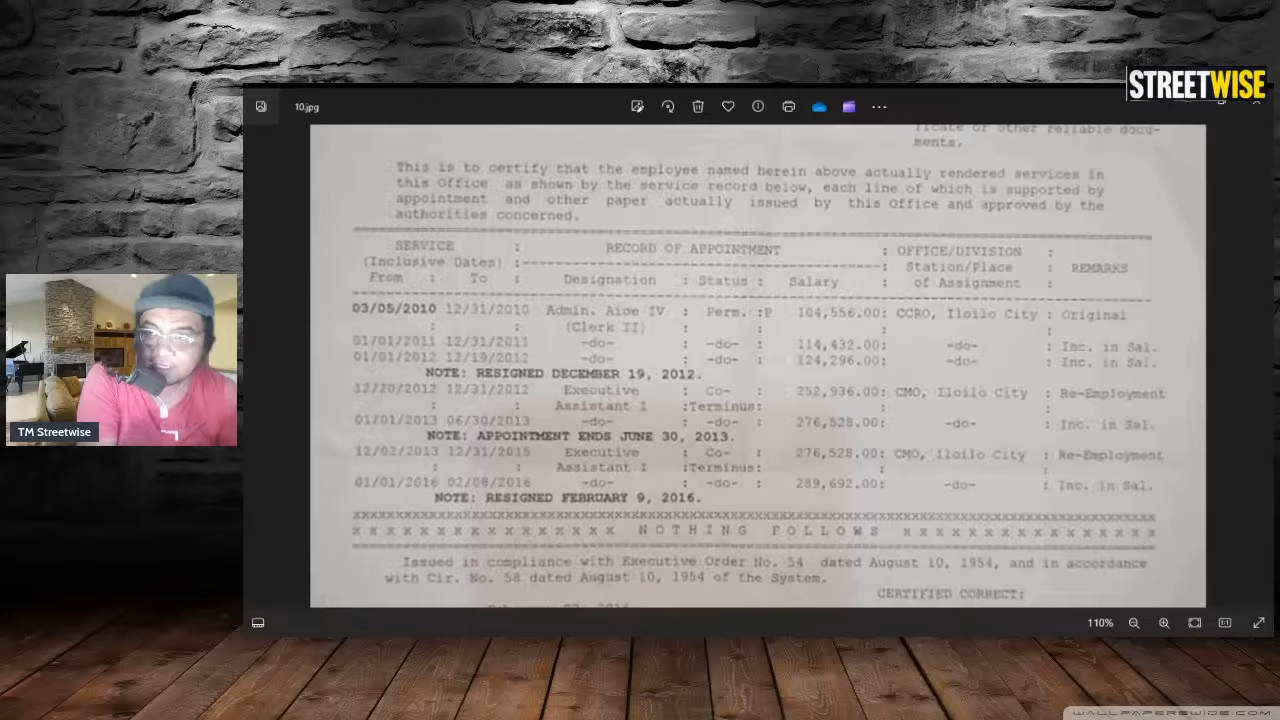 STREETWISE
10.jpg
ficate or other reliable docu-
ments.
This is to certify that the employee named herein above actually rendered services in
this Office as shown by the service record below, each line of which is supported by
appointment and other paper actually issued by this Office and approved by the
authorities concerned.
SERVICE : RECORD OF APPOINTMENT : OFFICE/DIVISION :
(Inclusive Dates) : Station/Place : REMARKS
From : To : Designation : Status : Salary : of Assignment :
03/05/2010 12/31/2010 Admin. Aide IV : Perm. :P 104,556.00: CCRO, Iloilo City : Original
: : (Clerk II) : : : :
01/01/2011 12/31/2011 -do- : -do- : 114,432.00: -do- : Inc. in Sal.
01/01/2012 12/19/2012 -do- : -do- : 124,296.00: -do- : Inc. in Sal.
NOTE: RESIGNED DECEMBER 19, 2012.
12/20/2012 12/31/2012 Executive : Co- : 252,936.00: CMO, Iloilo City : Re-Employment
: : Assistant I :Terminus: : :
01/01/2013 06/30/2013 -do- : -do- : 276,528.00: -do- : Inc. in Sal.
NOTE: APPOINTMENT ENDS JUNE 30, 2013.
12/02/2013 12/31/2015 Executive : Co- : 276,528.00: CMO, Iloilo City : Re-Employment
: : Assistant I :Terminus: : :
01/01/2016 02/08/2016 -do- : -do- : 289,692.00: -do- : Inc. in Sal.
NOTE: RESIGNED FEBRUARY 9, 2016.
xxxxxxxxxxxxxxxxxxxxxxxxxxxxxxxxxxxxxxxxxxxxxxxxxxxxxxxxxxxxxxxxxxxxxxxxxxxxxxxxxxxxxxxxxxxxxxx
x x x x x x x x x x x x x x x x N O T H I N G F O L L O W S x x x x x x x x x x x x x x x
Issued in compliance with Executive Order No. 54 dated August 10, 1954, and in accordance
with Cir. No. 58 dated August 10, 1954 of the System.
CERTIFIED CORRECT:
TM Streetwise
110%
WALLPAPERSWIDE.COM